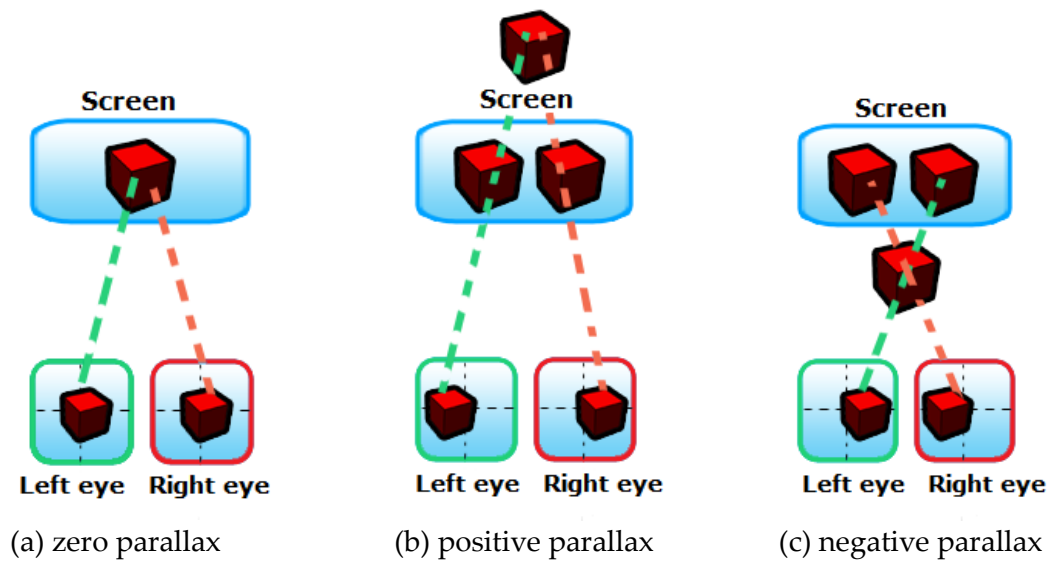 Screen
Screen
Screen
Left eye Right eye
Left eye Right eye
Left eye Right eye
(a) zero parallax
(b) positive parallax
(c) negative parallax